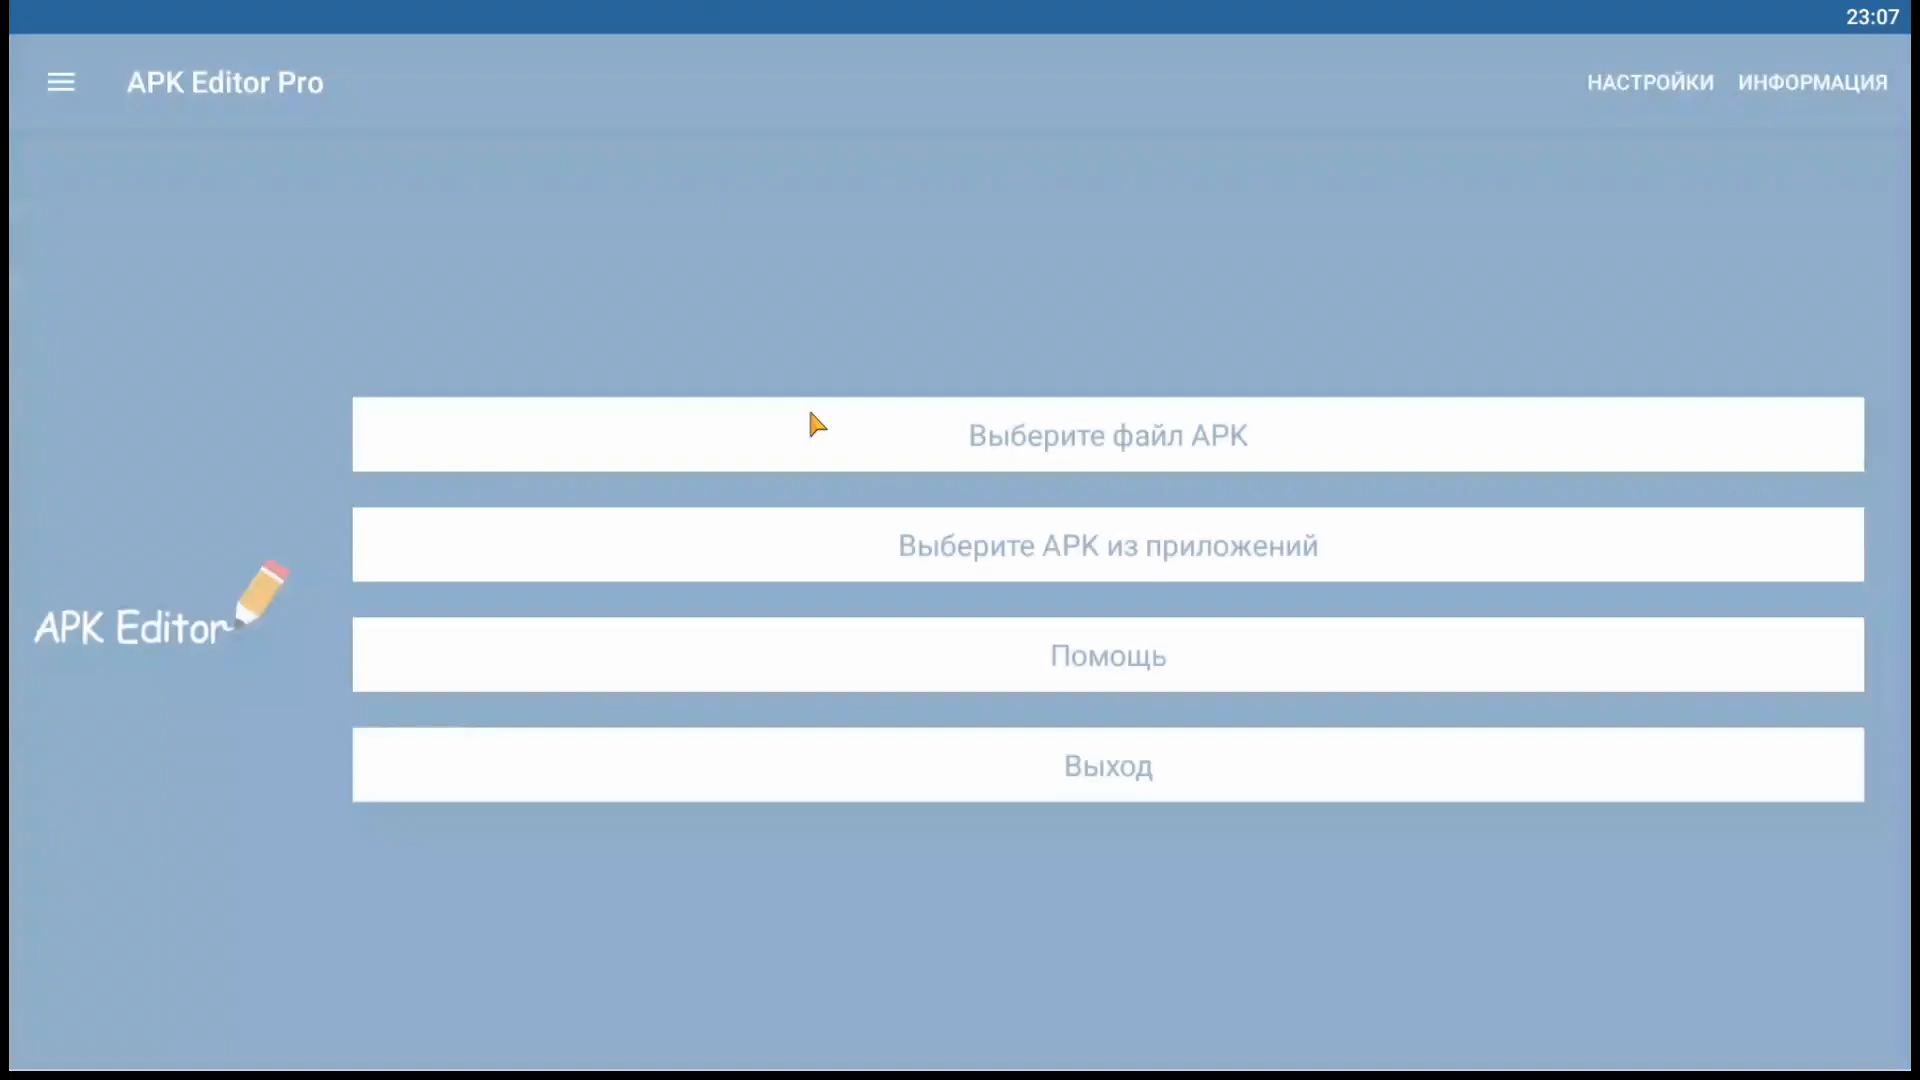 23:07
APK Editor Pro
НАСТРОЙКИ ИНФОРМАЦИЯ
Выберите файл APK
Выберите APK из приложений
APK Editor
Помощь
Выход